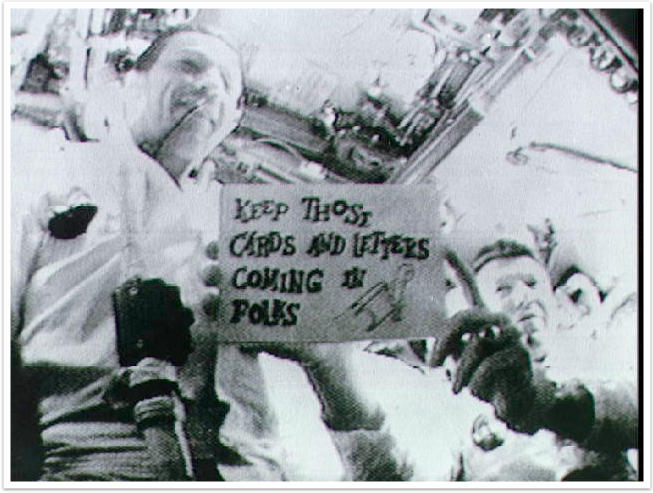 KEEP THOSE
CARDS AND LETTERS
COMING IN
FOLKS